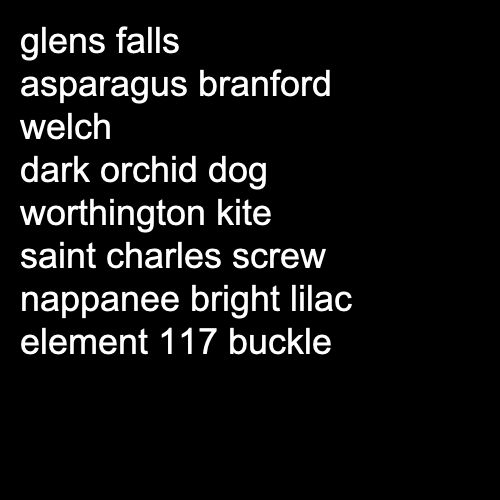 glens falls
asparagus branford
welch
dark orchid dog
worthington kite
saint charles screw
nappanee bright lilac
element 117 buckle